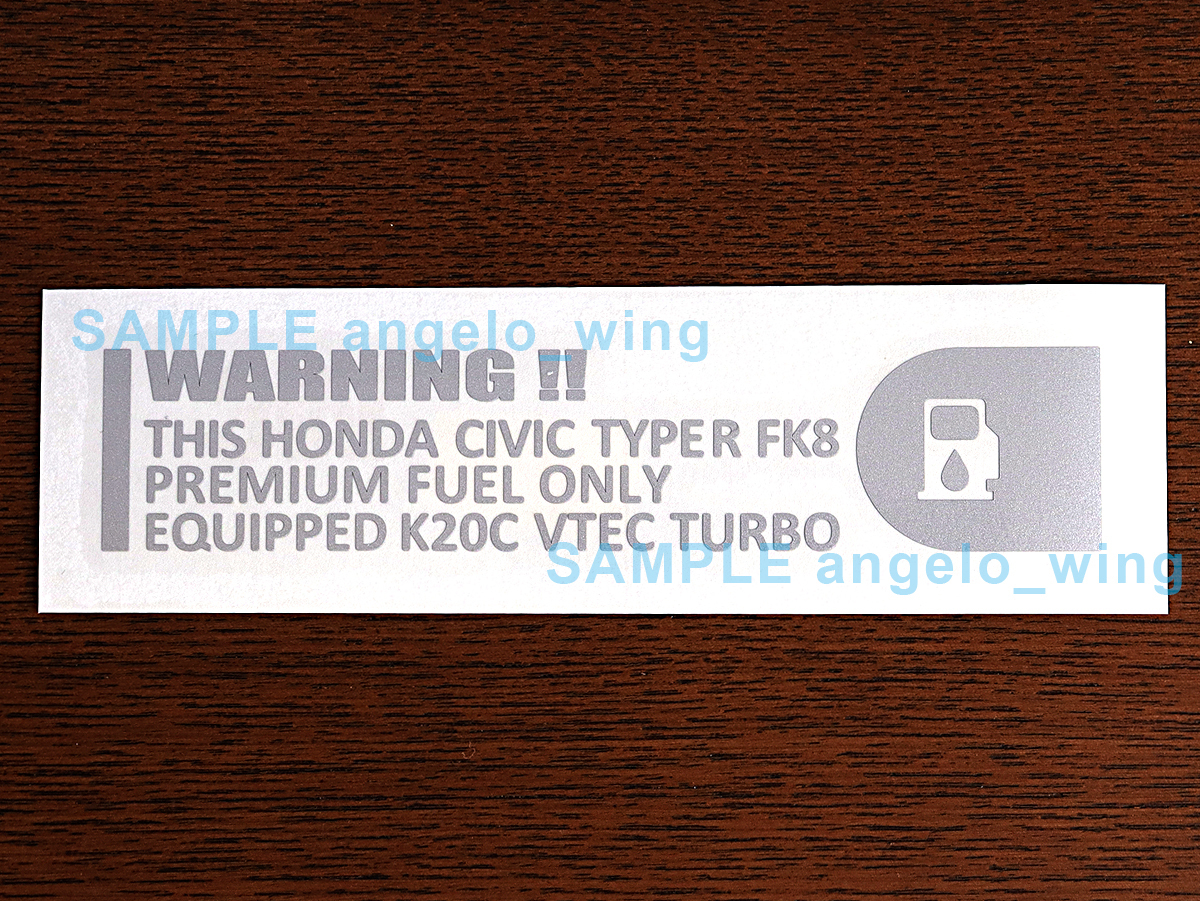 SAMPLE angelo_wing
WARNING !!
THIS HONDA CIVIC TYPER FK8
PREMIUM FUEL ONLY
EQUIPPED K20C VTEC TURBO
SAMPLE angelo_wing